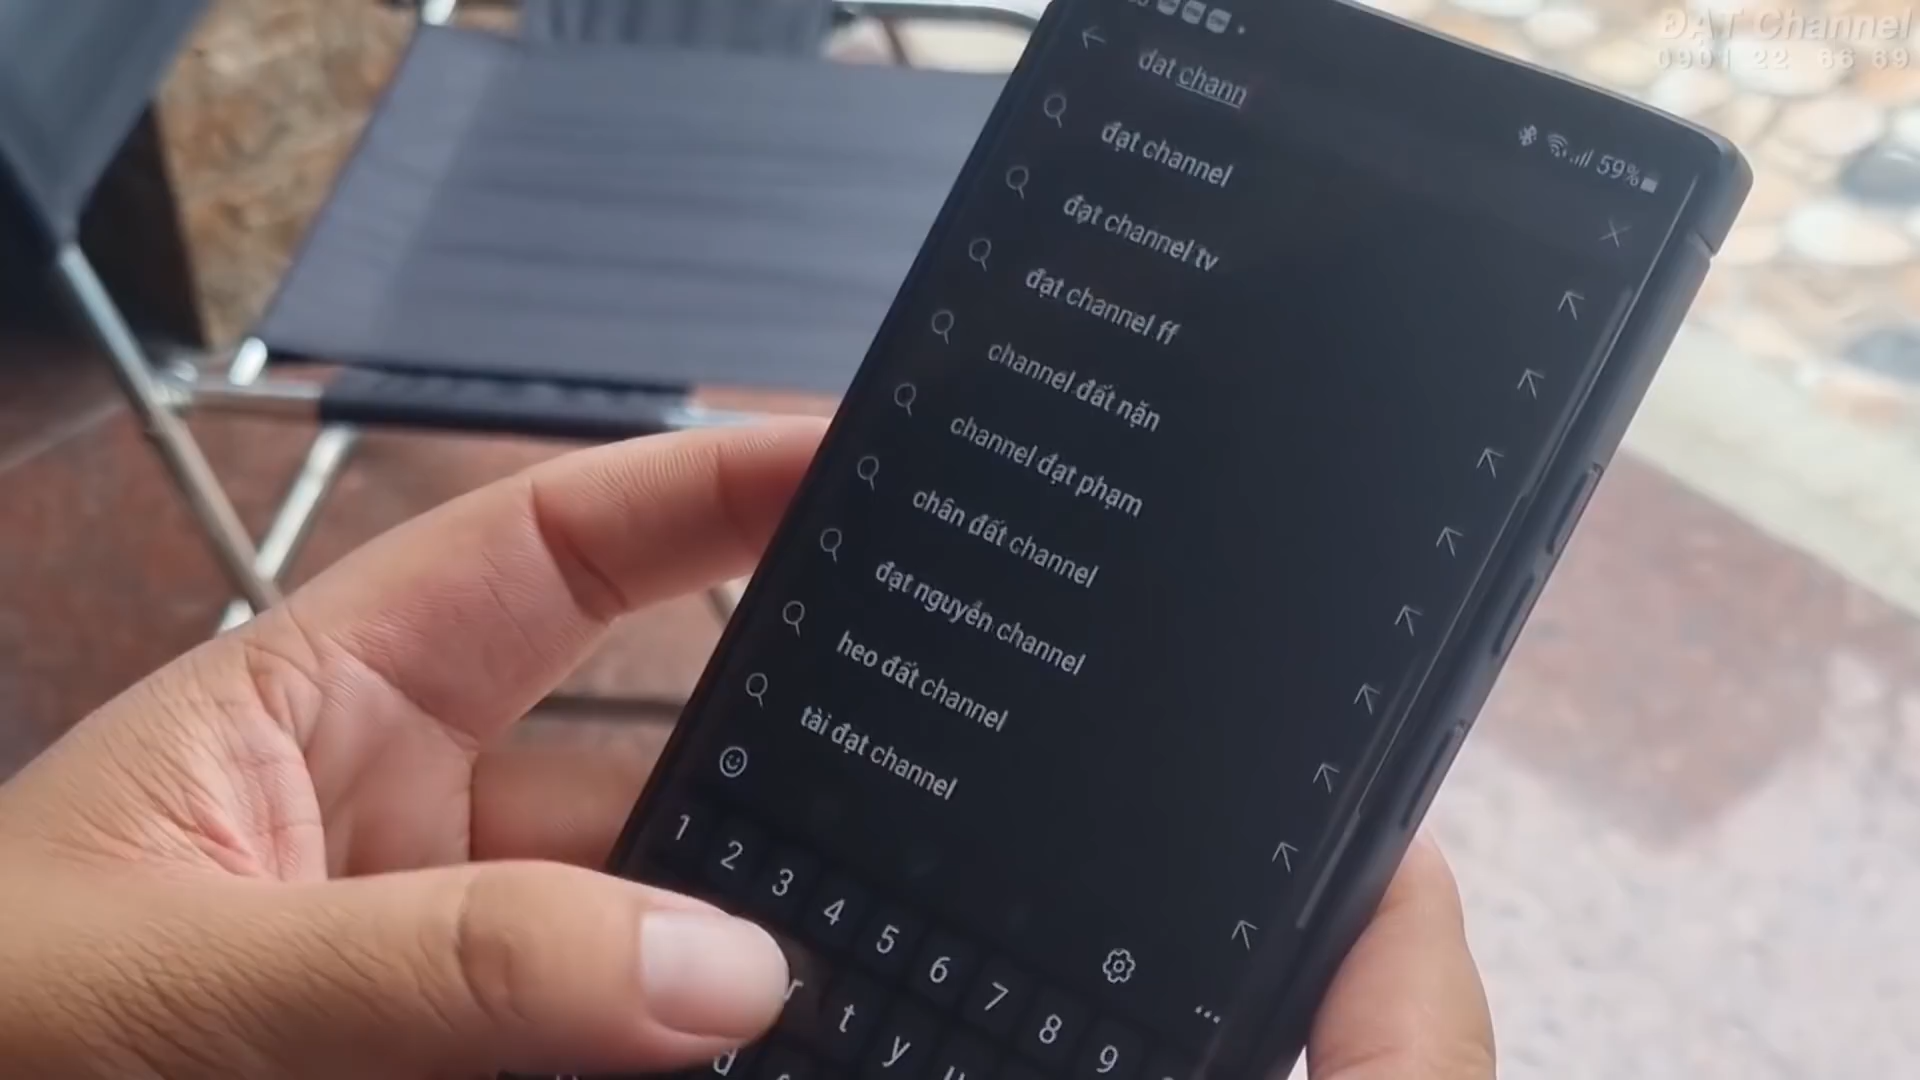 ĐẠT Channel
0901 22 66 69
59%
dat chann
đạt channel
đạt channel tv
đạt channel ff
channel đất nặn
channel đạt phạm
chân đất channel
đạt nguyễn channel
heo đất channel
tài đạt channel
1 2 3 4 5 6 7 8 9
r t y u
d